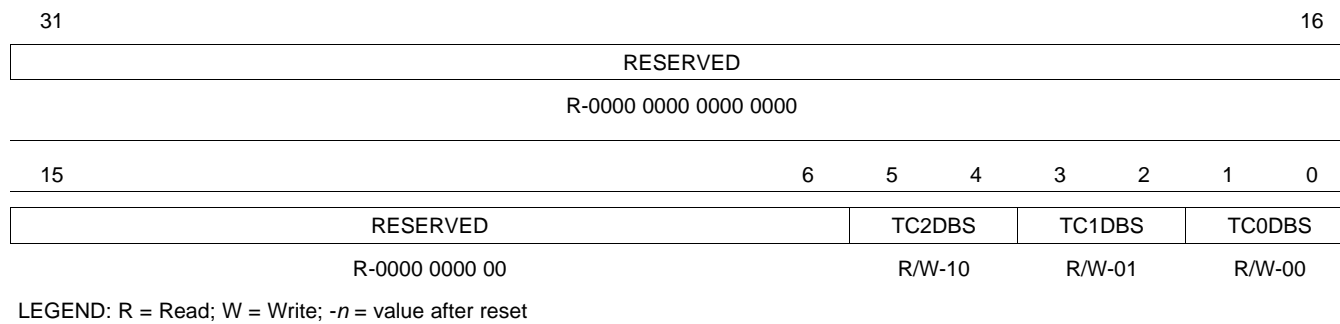 31 16
RESERVED
R-0000 0000 0000 0000
15 6 5 4 3 2 1 0
RESERVED TC2DBS TC1DBS TC0DBS
R-0000 0000 00 R/W-10 R/W-01 R/W-00
LEGEND: R = Read; W = Write; -n = value after reset